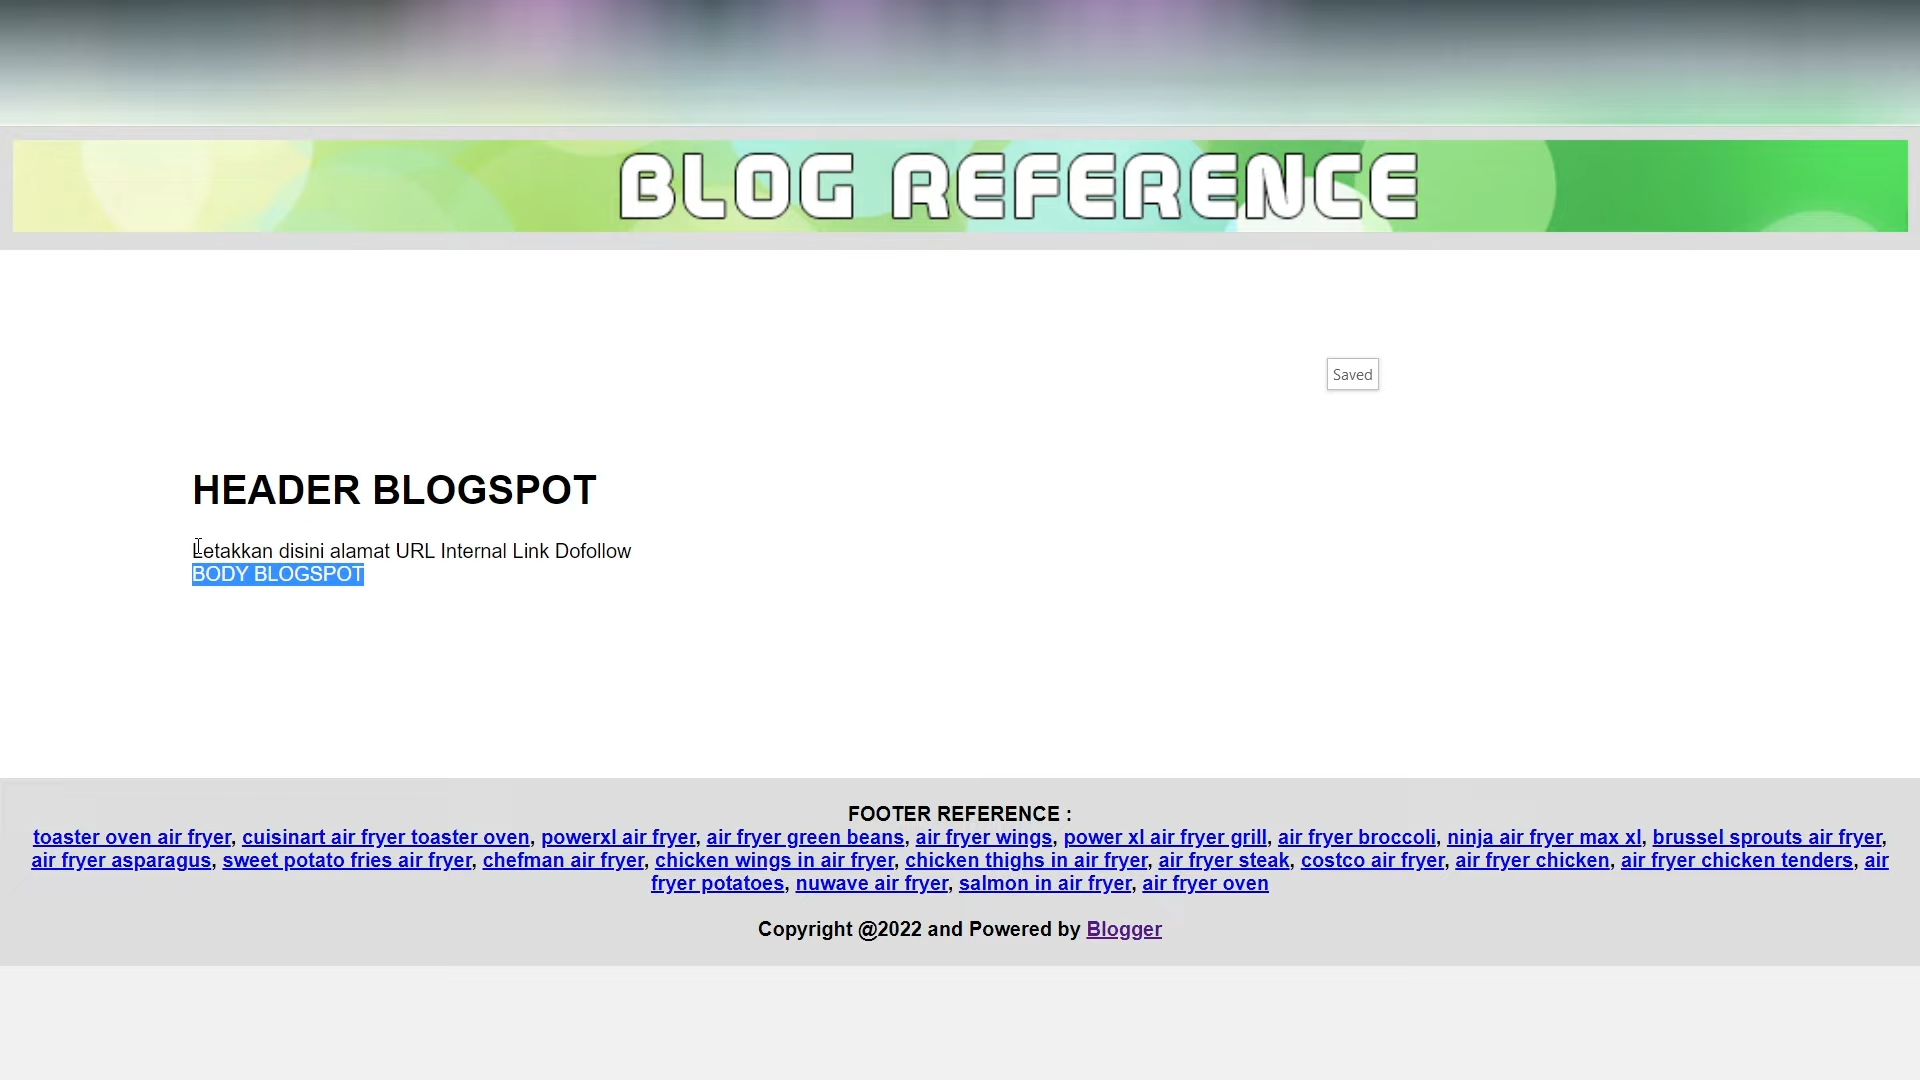 BLOG REFERENCE
Saved
HEADER BLOGSPOT
Letakkan disini alamat URL Internal Link Dofollow
BODY BLOGSPOT
FOOTER REFERENCE :
toaster oven air fryer, cuisinart air fryer toaster oven, powerxl air fryer, air fryer green beans, air fryer wings, power xl air fryer grill, air fryer broccoli, ninja air fryer max xl, brussel sprouts air fryer,
air fryer asparagus, sweet potato fries air fryer, chefman air fryer, chicken wings in air fryer, chicken thighs in air fryer, air fryer steak, costco air fryer, air fryer chicken, air fryer chicken tenders, air
fryer potatoes, nuwave air fryer, salmon in air fryer, air fryer oven
Copyright @2022 and Powered by Blogger